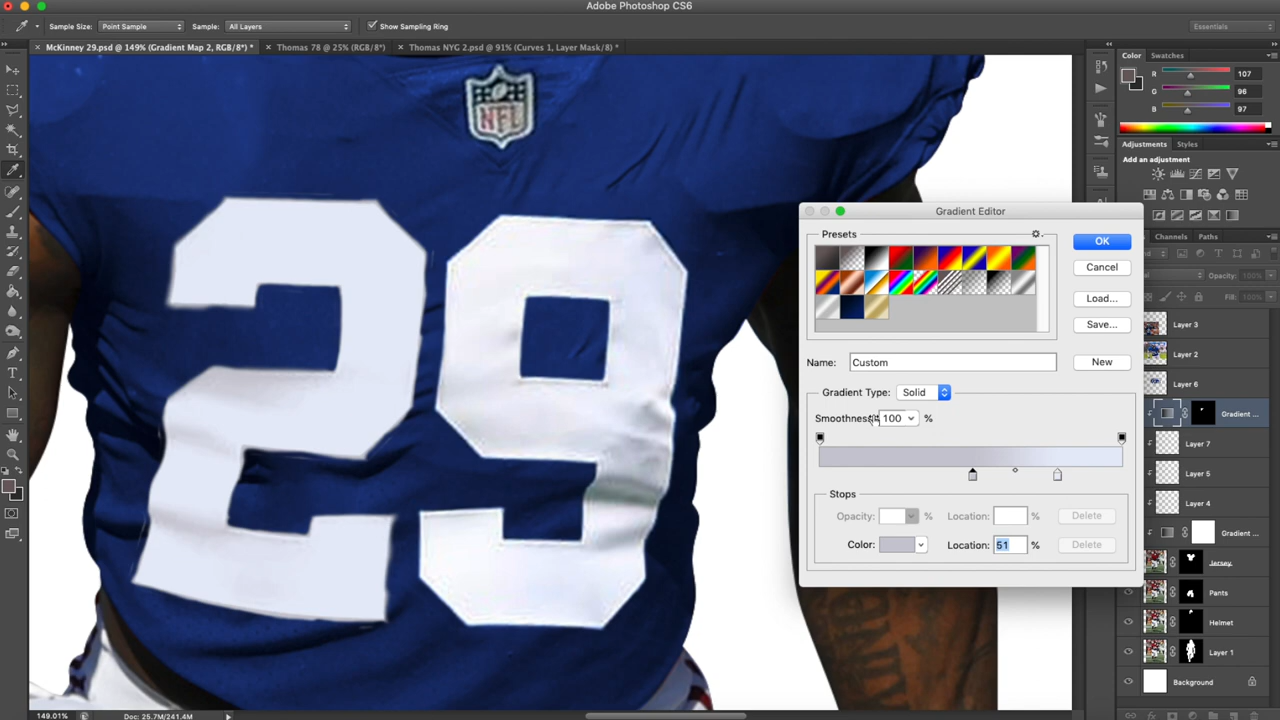 Adobe Photoshop CS6
Sample Size: Point Sample Sample: All Layers Show Sampling Ring Essentials
McKinney 29.psd @ 149% (Gradient Map 2, RGB/8*) * Thomas 78 @ 25% (RGB/8*) Thomas NYG 2.psd @ 91% (Curves 1, Layer Mask/8) *
Color Swatches
R 107
G 96
B 97
Adjustments Styles
Add an adjustment
Channels Paths
Opacity: 100%
Fill: 100%
Layer 3
Layer 2
Layer 6
Gradient ...
Layer 7
Layer 5
Layer 4
Gradient ...
Jersey
Pants
Helmet
Layer 1
Background
NFL
29
Gradient Editor
Presets
OK
Cancel
Load...
Save...
Name: Custom New
Gradient Type: Solid
Smoothness: 100 %
Stops
Opacity: % Location: % Delete
Color: Location: 51 % Delete
149.01% Doc: 25.7M/241.4M